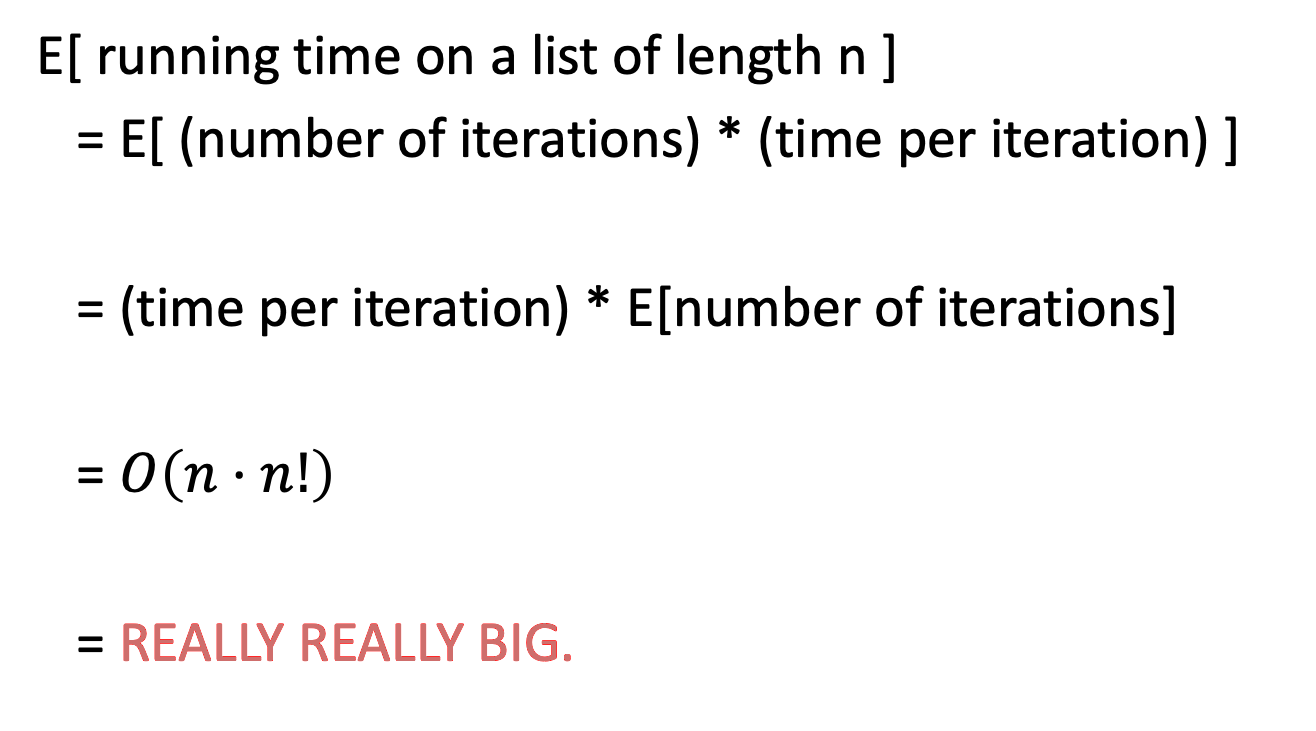 E[ running time on a list of length n ]
= E[ (number of iterations) * (time per iteration) ]
= (time per iteration) * E[number of iterations]
= O(n · n!)
= REALLY REALLY BIG.